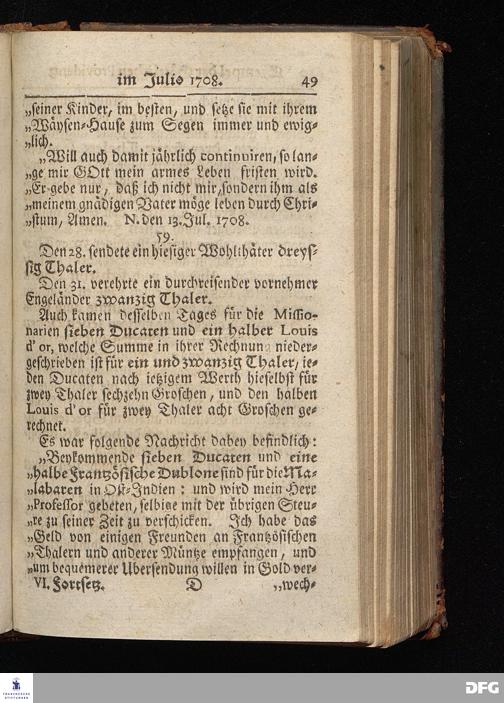 im Julio 1708. 49
„seiner Kinder, im besten, und setze sie mit ihrem
„Wäysen-Hause zum Segen immer und ewig-
„lich.
„Will auch damit jährlich continuiren, so lan-
„ge mir GOtt mein armes Leben fristen wird.
„Er gebe nur, daß ich nicht mir, sondern ihm als
„meinem gnädigen Vater möge leben durch Chri-
„stum, Amen. N. den 13. Jul. 1708.
59.
Den 28. sendete ein hiesiger Wohlthäter dreys-
sig Thaler.
Den 31. verehrte ein durchreisender vornehmer
Engeländer zwanzig Thaler.
Auch kamen desselben Tages für die Missio-
narien sieben Ducaten und ein halber Louis
d'or, welche Summe in ihrer Rechnung nieder-
geschrieben ist für ein und zwanzig Thaler, je-
den Ducaten nach ietzigem Werth hieselbst für
zwey Thaler sechzehn Groschen, und den halben
Louis d'or für zwey Thaler acht Groschen ge-
rechnet.
Es war folgende Nachricht dabey befindlich:
„Beykommende sieben Ducaten und eine
„halbe Frantzösische Dublone sind für die Ma-
„labaren in Ost-Indien: und wird mein Herr
„Professor gebeten, selbige mit der übrigen Steu-
„re zu seiner Zeit zu verschicken. Ich habe das
„Geld von einigen Freunden an Frantzösischen
„Thalern und anderer Müntze empfangen, und
„um bequemerer Ubersendung willen in Gold ver-
VI. Fortsetz. D „wech-
FRANCKESCHE
STIFTUNGEN
DFG